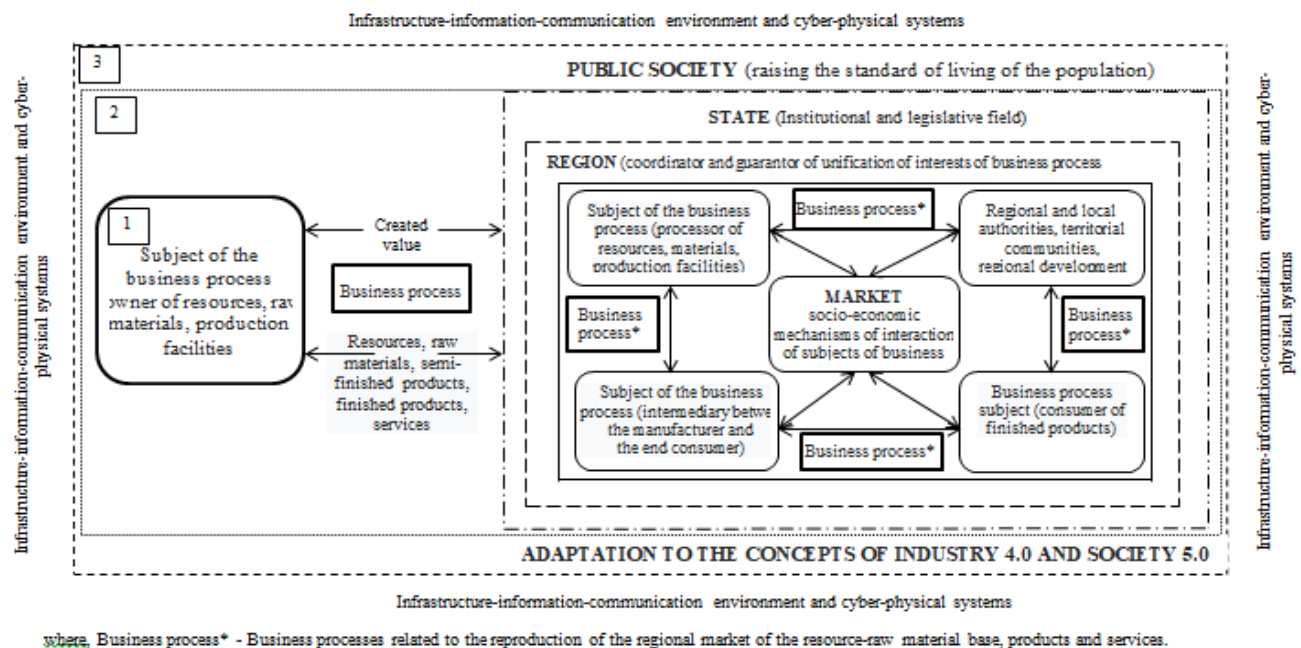 Infrastructure-information-communication environment and cyber-physical systems
Infrastructure-information-communication environment and cyber-
physical systems
3
PUBLIC SOCIETY (raising the standard of living of the population)
2
STATE (Institutional and legislative field)
REGION (coordinator and guarantor of unification of interests of business process
1
Subject of the
business process
owner of resources, raw
materials, production
facilities
Created
value
Business process
Resources, raw
materials, semi-
finished products,
finished products,
services
Subject of the business
process (processor of
resources, materials,
production facilities)
Business process*
Regional and local
authorities, territorial
communities,
regional development
Business
process*
MARKET
socio-economic
mechanisms of interaction
of subjects of business
Business
process*
Subject of the business
process (intermediary betwe
the manufacturer and
the end consumer)
Business process*
Business process
subject (consumer of
finished products)
ADAPTATION TO THE CONCEPTS OF INDUSTRY 4.0 AND SOCIETY 5.0
Infrastructure-information-communication environment and cyber-
physical systems
Infrastructure-information-communication environment and cyber-physical systems
where, Business process* - Business processes related to the reproduction of the regional market of the resource-raw material base, products and services.